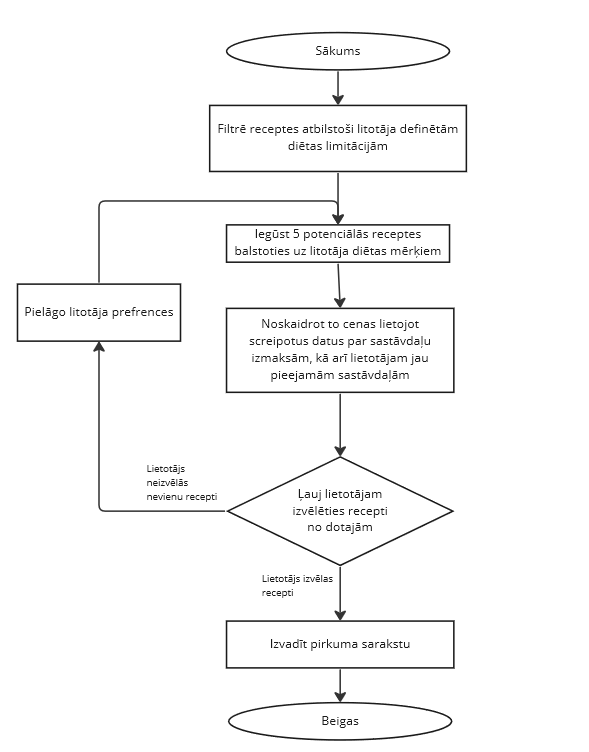 Sākums
Filtrē receptes atbilstoši litotāja definētām
diētas limitācijām
Iegūst 5 potenciālās receptes
balstoties uz litotāja diētas mērķiem
Pielāgo litotāja prefrences
Noskaidrot to cenas lietojot
screipotus datus par sastāvdaļu
izmaksām, kā arī lietotājam jau
pieejamām sastāvdaļām
Lietotājs
neizvēlās
nevienu recepti
Ļauj lietotājam
izvēlēties recepti
no dotajām
Lietotājs izvēlas
recepti
Izvadīt pirkuma sarakstu
Beigas